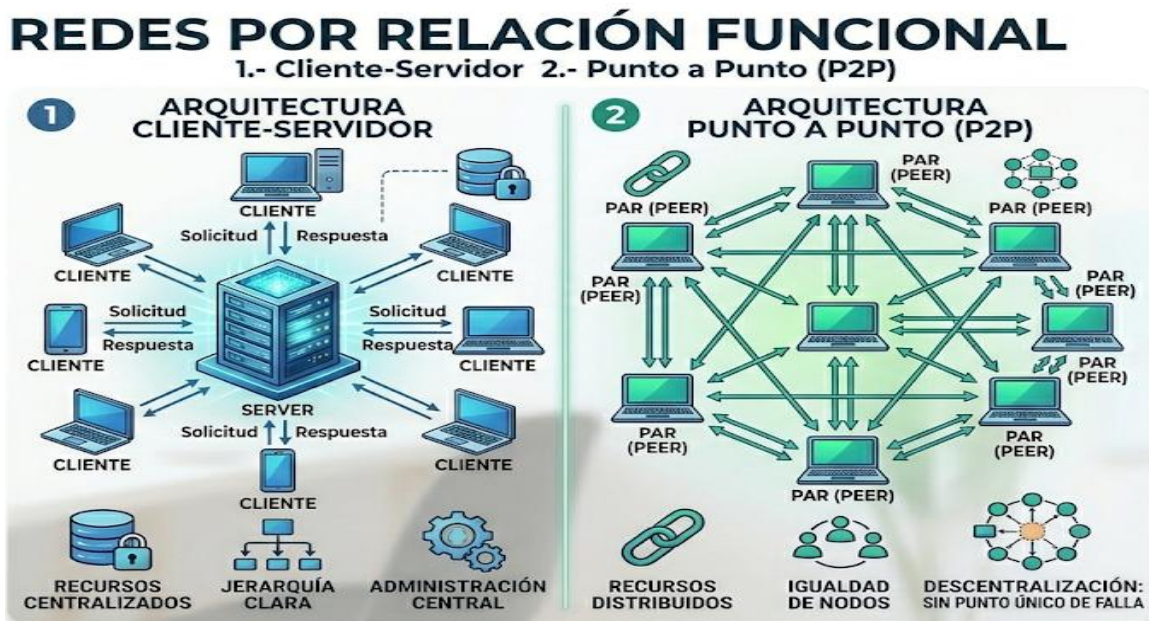 REDES POR RELACIÓN FUNCIONAL
1.- Cliente-Servidor 2.- Punto a Punto (P2P)
1
ARQUITECTURA
CLIENTE-SERVIDOR
CLIENTE
Solicitud
Respuesta
CLIENTE
CLIENTE
Solicitud
Respuesta
CLIENTE
Solicitud
Respuesta
CLIENTE
SERVER
Solicitud
Respuesta
CLIENTE
CLIENTE
CLIENTE
RECURSOS
CENTRALIZADOS
JERARQUÍA
CLARA
ADMINISTRACIÓN
CENTRAL
2
ARQUITECTURA
PUNTO A PUNTO (P2P)
PAR
(PEER)
PAR (PEER)
PAR (PEER)
PAR
(PEER)
PAR
(PEER)
PAR
(PEER)
PAR
(PEER)
PAR
(PEER)
PAR (PEER)
RECURSOS
DISTRIBUIDOS
IGUALDAD
DE NODOS
DESCENTRALIZACIÓN:
SIN PUNTO ÚNICO DE FALLA